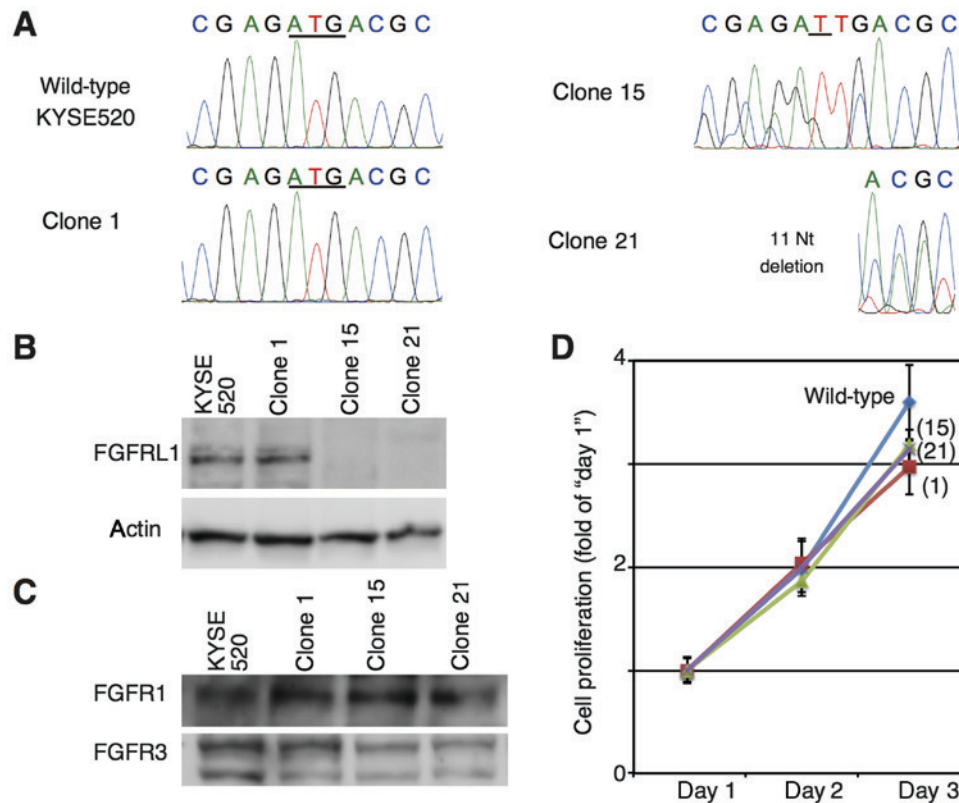 A
C G A G A T G A C G C
Wild-type
KYSE520
C G A G A T G A C G C
Clone 1
C G A G A T T G A C G C
Clone 15
A C G C
Clone 21
11 Nt
deletion
B
KYSE
520
Clone 1
Clone 15
Clone 21
FGFRL1
Actin
C
KYSE
520
Clone 1
Clone 15
Clone 21
FGFR1
FGFR3
D
Cell proliferation (fold of “day 1”)
4
2
0
Wild-type
(15)
(21)
(1)
Day 1
Day 2
Day 3